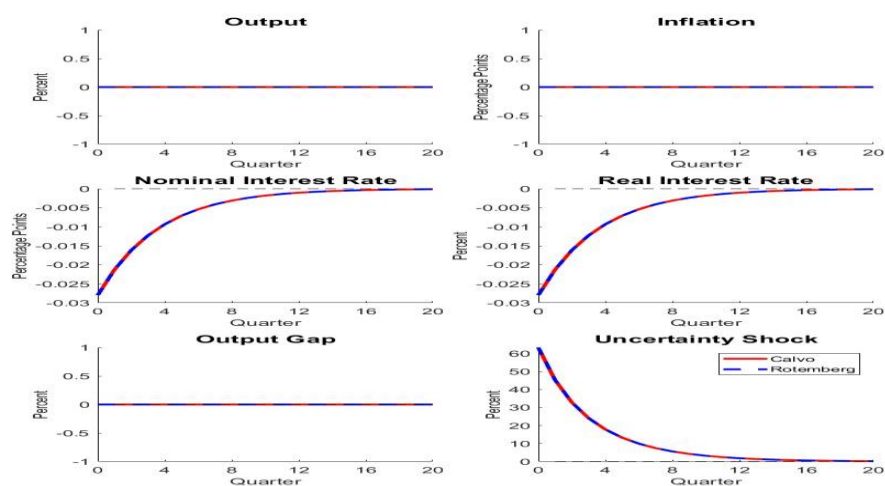 Output
Percent
1
0.5
0
-0.5
-1
0 4 8 12 16 20
Quarter
Inflation
Percentage Points
1
0.5
0
-0.5
-1
0 4 8 12 16 20
Quarter
Nominal Interest Rate
Percentage Points
0
-0.005
-0.01
-0.015
-0.02
-0.025
-0.03
0 4 8 12 16 20
Quarter
Real Interest Rate
Percent
0
-0.005
-0.01
-0.015
-0.02
-0.025
-0.03
0 4 8 12 16 20
Quarter
Output Gap
Percent
1
0.5
0
-0.5
-1
0 4 8 12 16 20
Quarter
Uncertainty Shock
Percent
60
50
40
30
20
10
0
0 4 8 12 16 20
Quarter
Calvo
Rotemberg